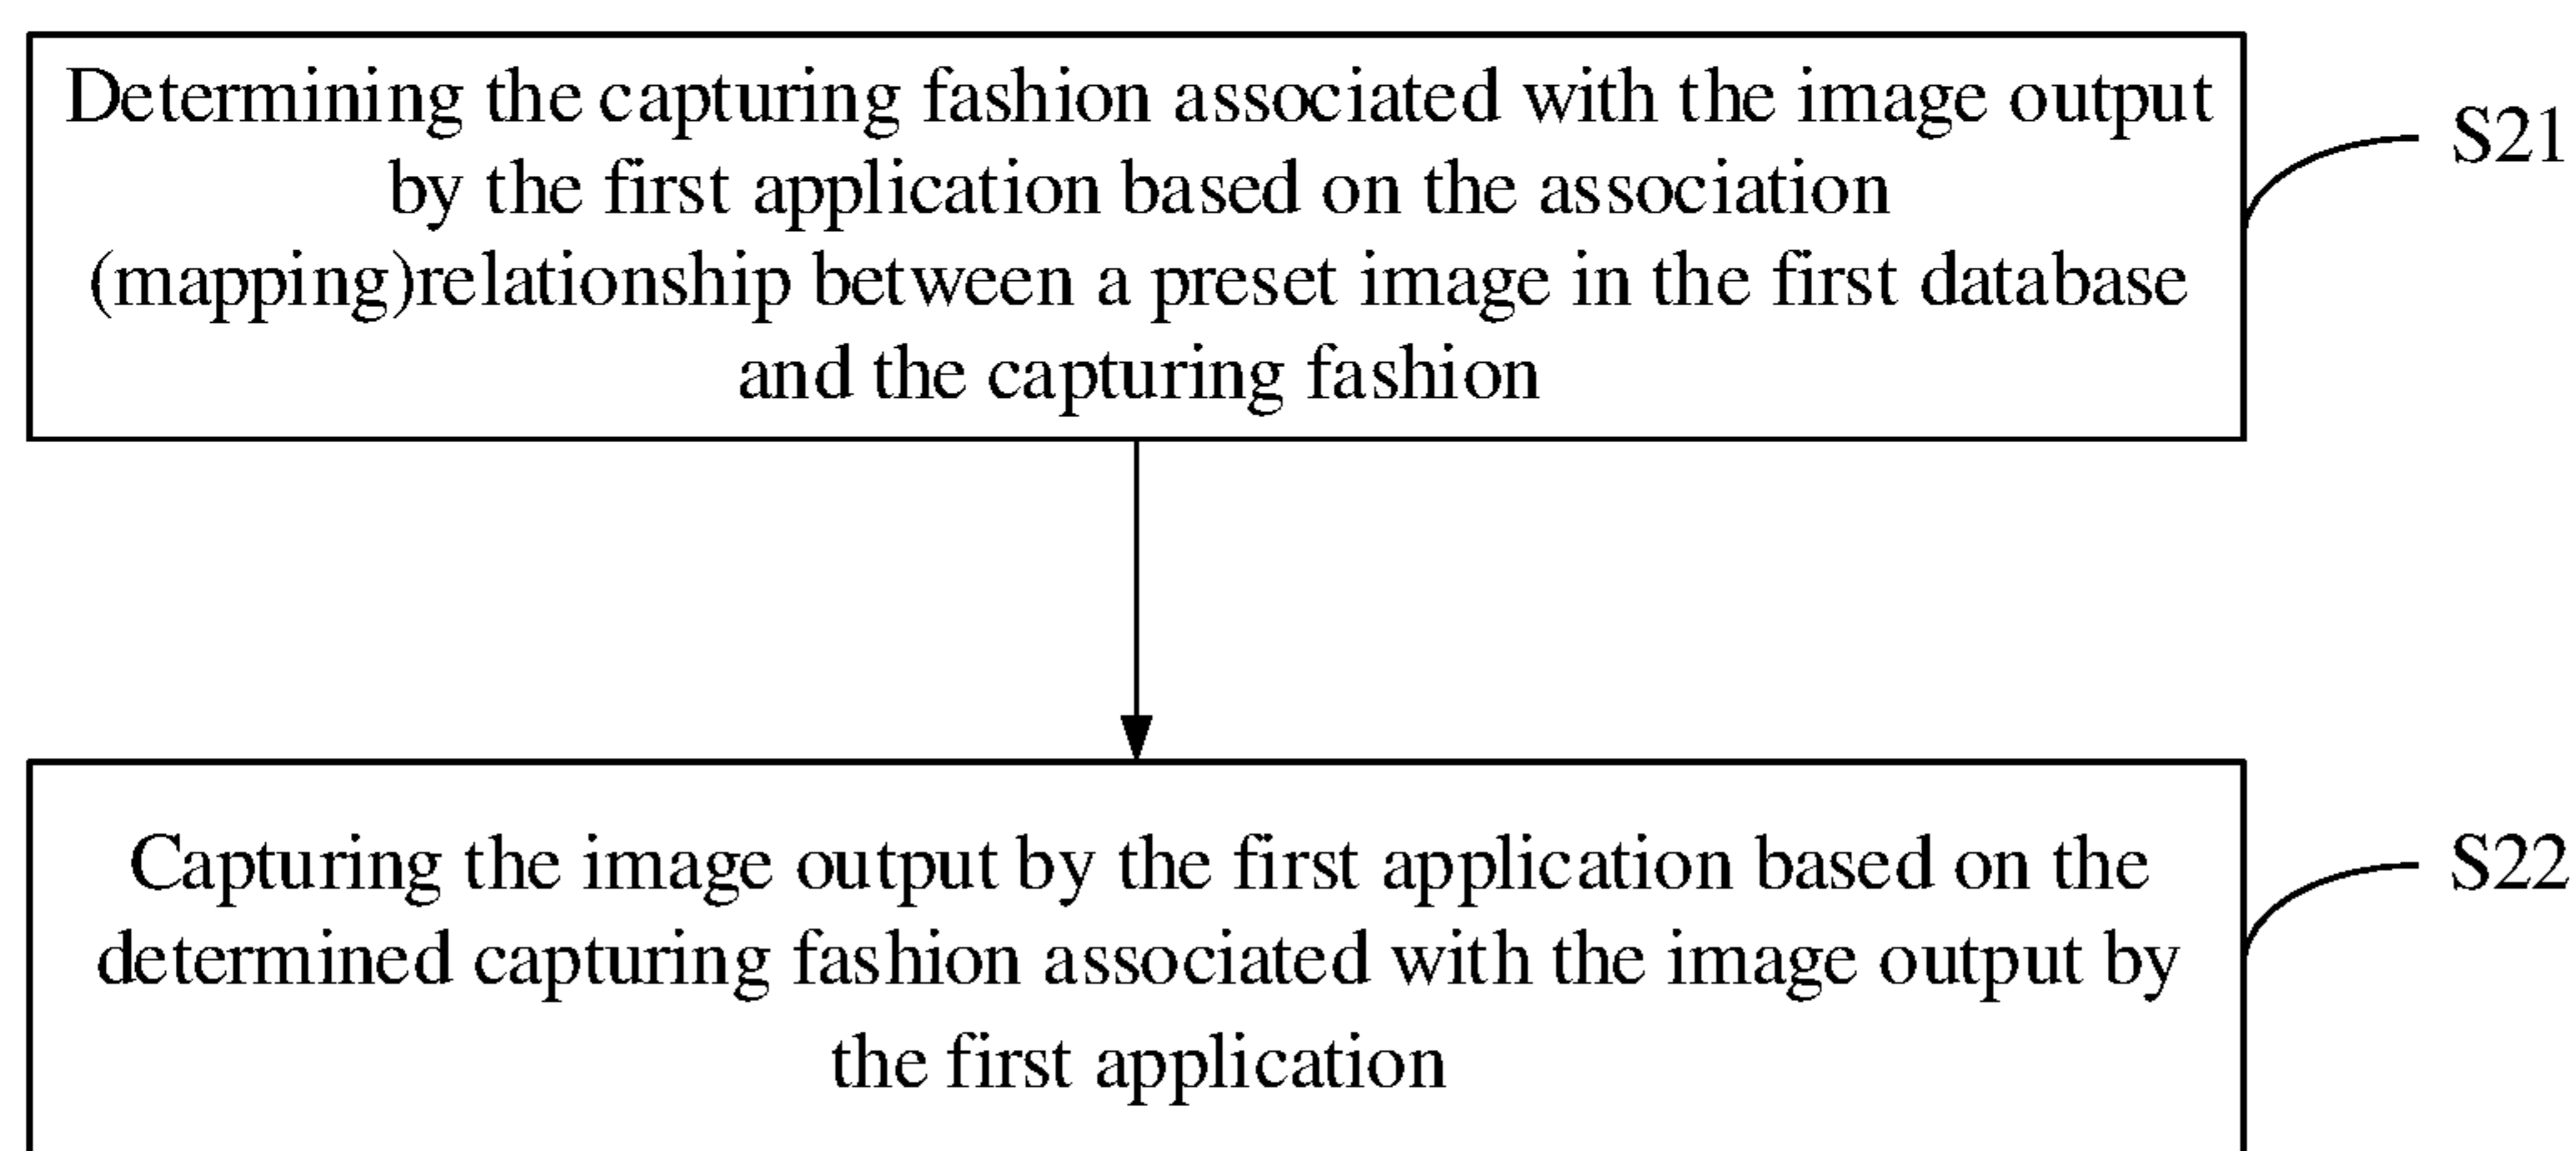 Determining the capturing fashion associated with the image output
by the first application based on the association
(mapping)relationship between a preset image in the first database
and the capturing fashion
S21
Capturing the image output by the first application based on the
determined capturing fashion associated with the image output by
the first application
S22